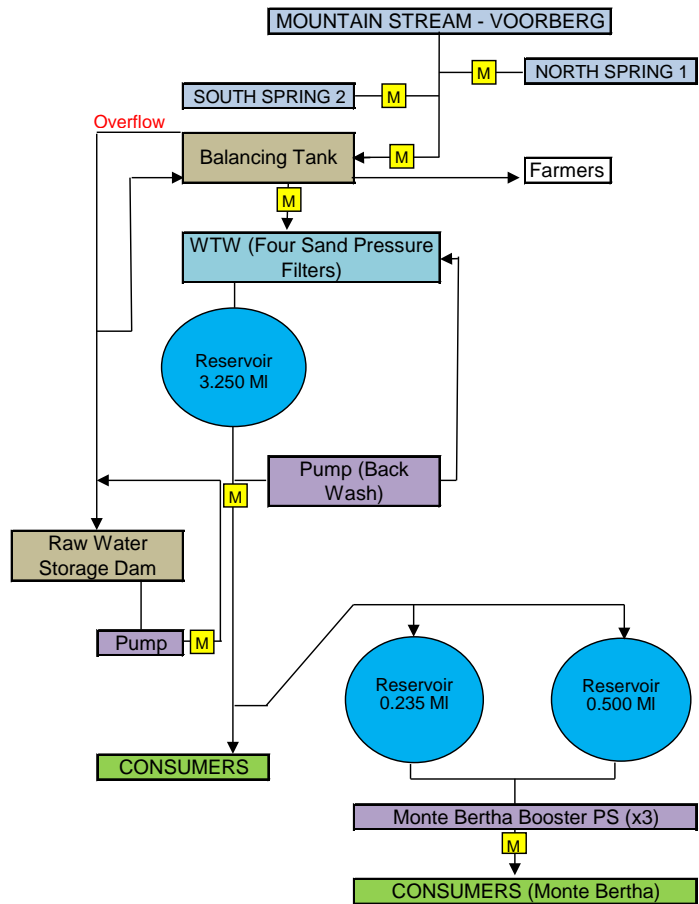 MOUNTAIN STREAM - VOORBERG
M
NORTH SPRING 1
SOUTH SPRING 2
M
Overflow
Balancing Tank
M
Farmers
M
WTW (Four Sand Pressure
Filters)
Reservoir
3.250 Ml
Pump (Back
Wash)
M
Raw Water
Storage Dam
Pump
M
Reservoir
0.235 Ml
Reservoir
0.500 Ml
CONSUMERS
Monte Bertha Booster PS (x3)
M
CONSUMERS (Monte Bertha)